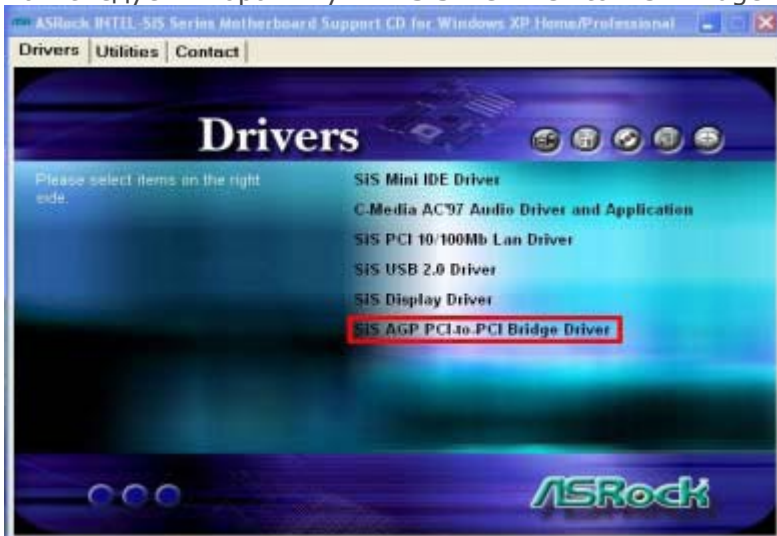 ASRock INTEL-SIS Series Motherboard Support CD for Windows XP Home/Professional
Drivers Utilities Contact
Drivers
Please select items on the right
side.
SiS Mini IDE Driver
C-Media AC'97 Audio Driver and Application
SiS PCI 10/100Mb Lan Driver
SiS USB 2.0 Driver
SiS Display Driver
SiS AGP PCI-to-PCI Bridge Driver
ASRock